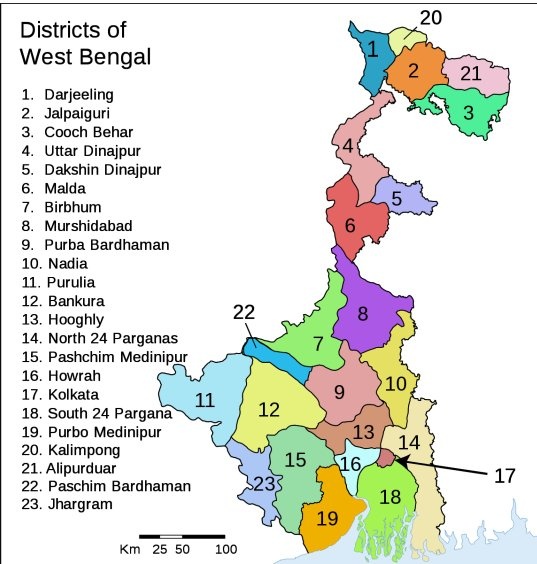 Districts of
West Bengal
1. Darjeeling
2. Jalpaiguri
3. Cooch Behar
4. Uttar Dinajpur
5. Dakshin Dinajpur
6. Malda
7. Birbhum
8. Murshidabad
9. Purba Bardhaman
10. Nadia
11. Purulia
12. Bankura
13. Hooghly
14. North 24 Parganas
15. Pashchim Medinipur
16. Howrah
17. Kolkata
18. South 24 Pargana
19. Purbo Medinipur
20. Kalimpong
21. Alipurduar
22. Paschim Bardhaman
23. Jhargram
20
1
2
21
3
4
5
6
22
8
7
9
10
11
12
13
14
15
16
17
23
18
19
Km 25 50 100